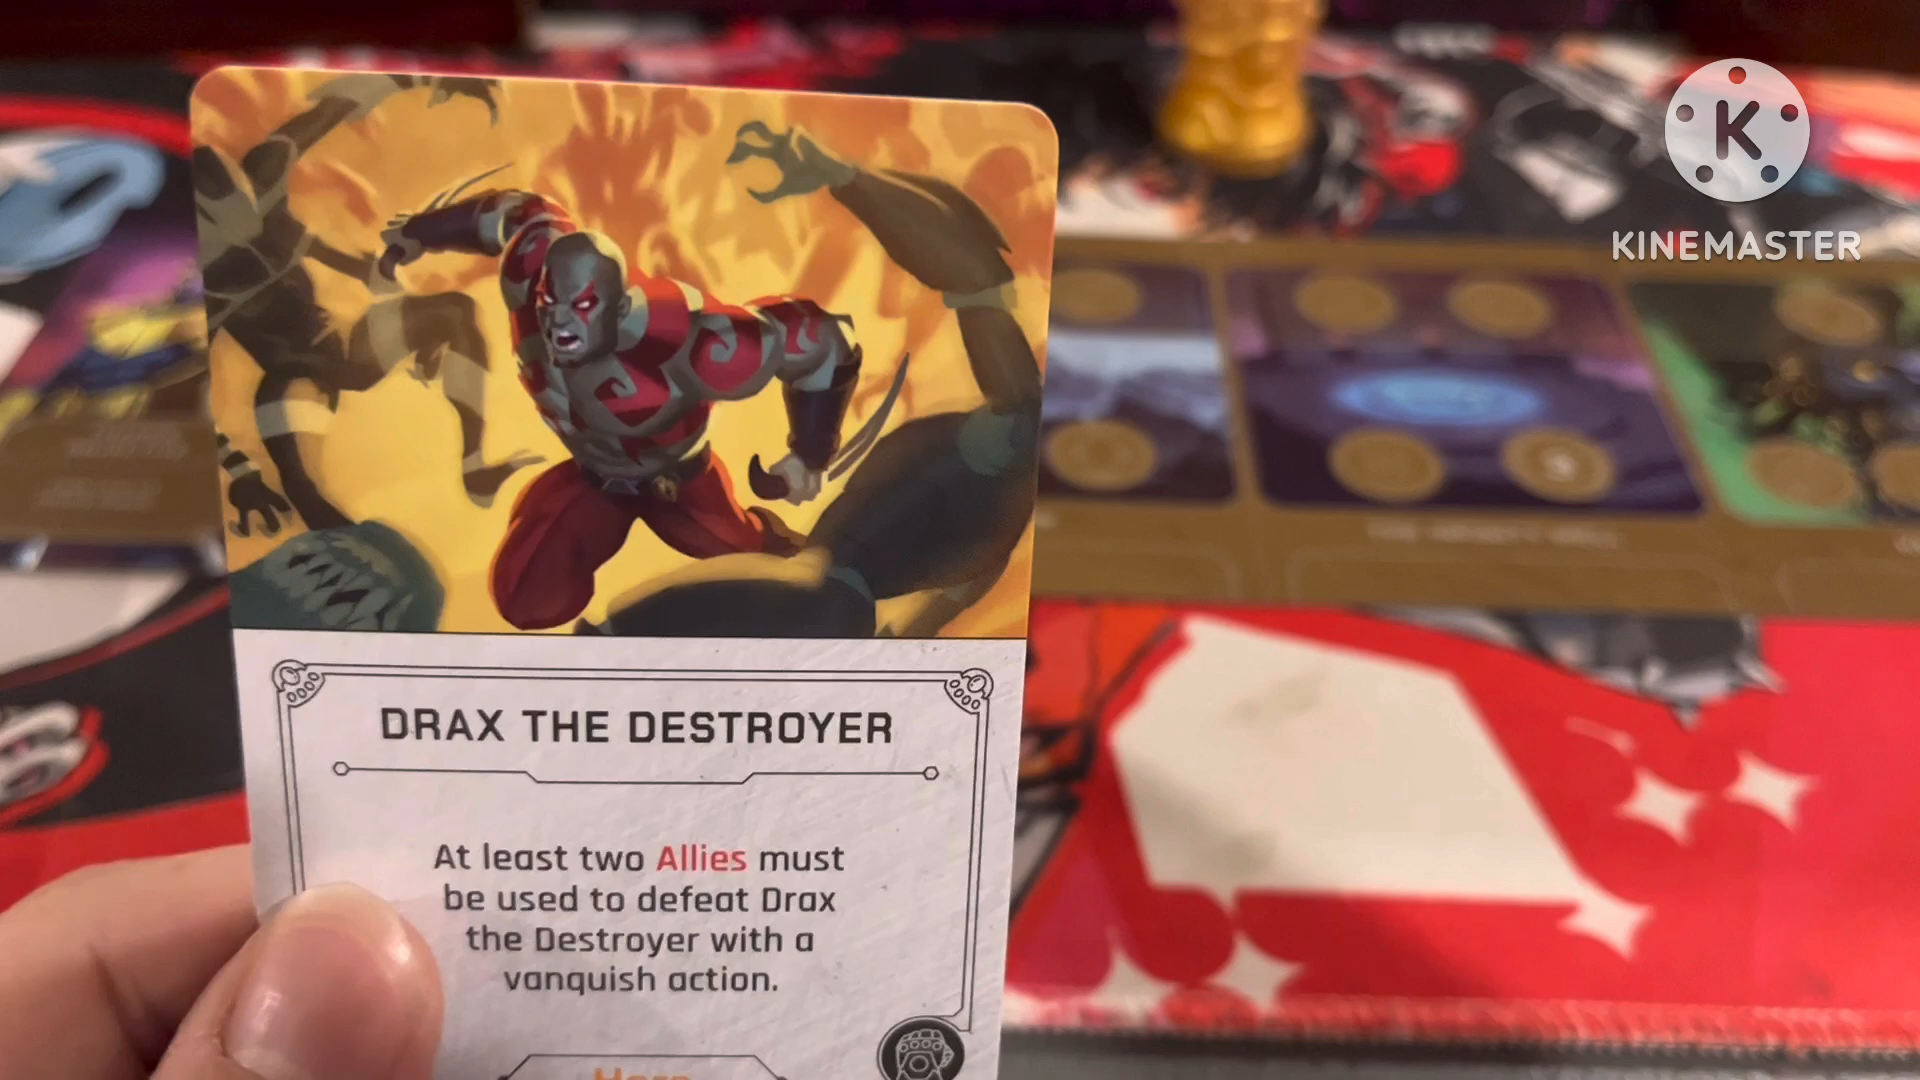 K
KINEMASTER
DRAX THE DESTROYER
At least two Allies must
be used to defeat Drax
the Destroyer with a
vanquish action.
Hero